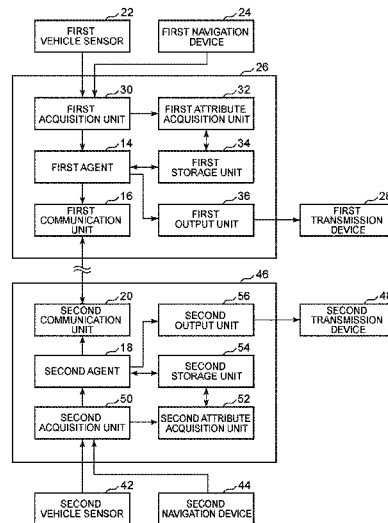 22
FIRST
VEHICLE SENSOR
24
FIRST NAVIGATION
DEVICE
26
30
FIRST
ACQUISITION UNIT
32
FIRST ATTRIBUTE
ACQUISITION UNIT
14
FIRST AGENT
34
FIRST
STORAGE UNIT
16
FIRST
COMMUNICATION
UNIT
36
FIRST
OUTPUT UNIT
28
FIRST
TRANSMISSION
DEVICE
46
20
SECOND
COMMUNICATION
UNIT
56
SECOND
OUTPUT UNIT
48
SECOND
TRANSMISSION
DEVICE
18
SECOND AGENT
54
SECOND
STORAGE UNIT
50
SECOND
ACQUISITION UNIT
52
SECOND ATTRIBUTE
ACQUISITION UNIT
42
SECOND
VEHICLE SENSOR
44
SECOND
NAVIGATION DEVICE